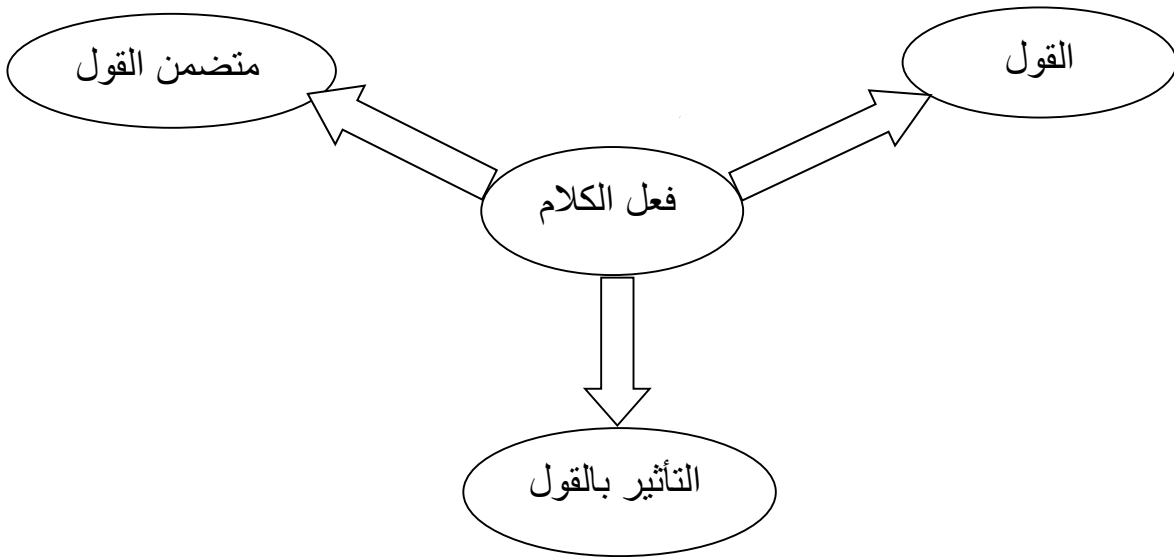 القول
متضمن القول
فعل الكلام
التأثير بالقول